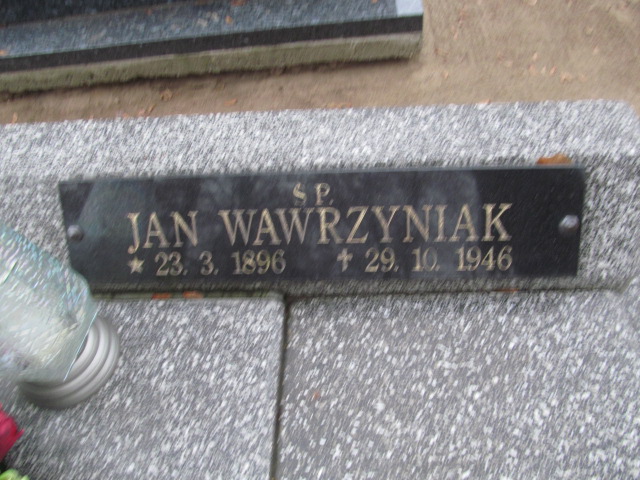 Ś P.
JAN WAWRZYNIAK
* 23. 3. 1896 † 29. 10. 1946